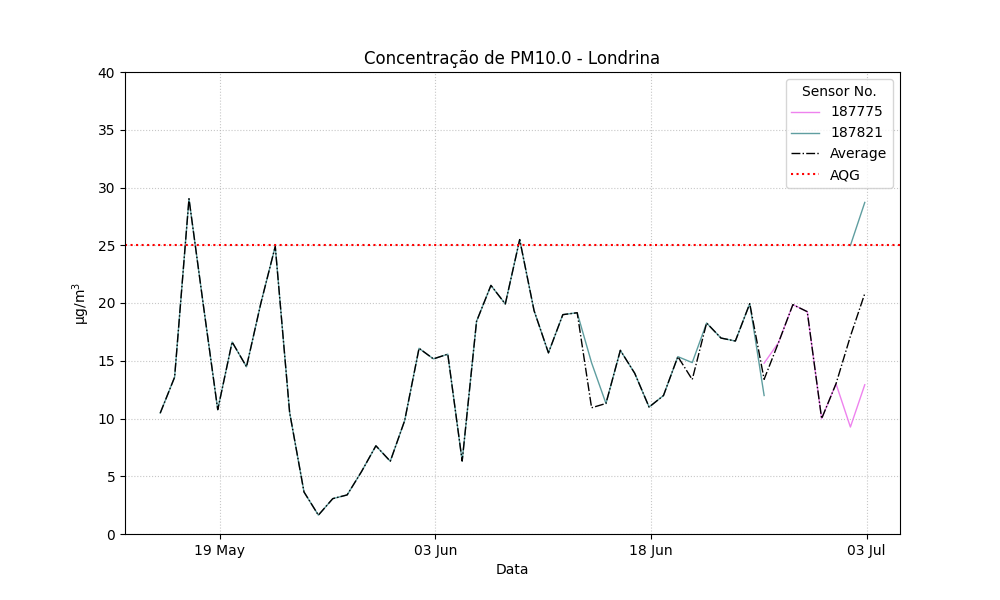 Concentração de PM10.0 - Londrina
Sensor No.
187775
187821
Average
AQG
40
35
30
25
20
15
10
5
0
µg/m³
19 May
03 Jun
18 Jun
03 Jul
Data